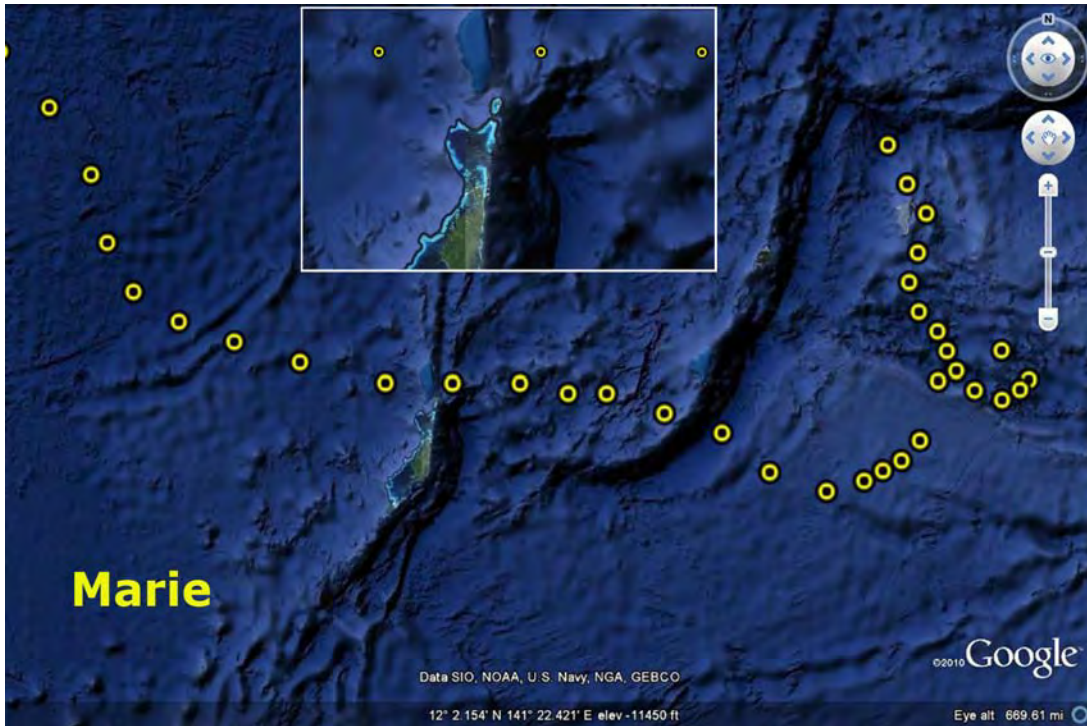 N
Marie
©2010 Google™
Data SIO, NOAA, U.S. Navy, NGA, GEBCO
12° 2.154' N 141° 22.421' E elev -11450 ft
Eye alt 669.61 mi